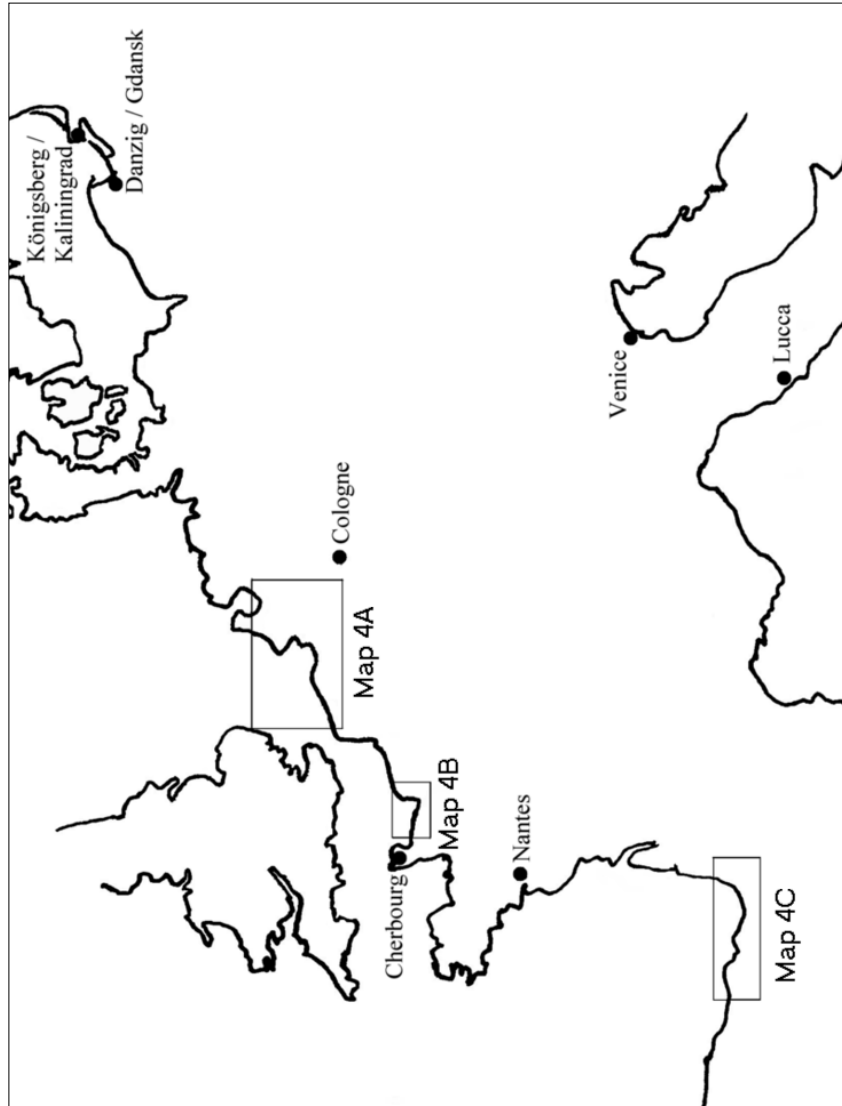 Königsberg /
Kaliningrad
Danzig / Gdansk
Cologne
Map 4A
Map 4B
Cherbourg
Nantes
Venice
Lucca
Map 4C